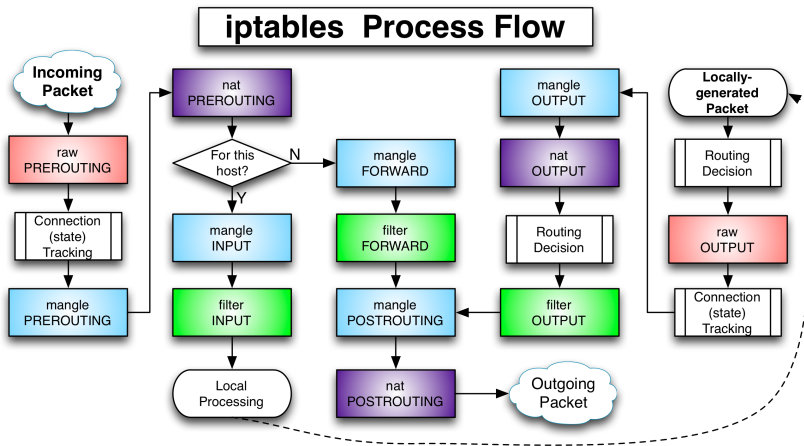 iptables  Process Flow
Incoming
Packet
raw
PREROUTING
Connection
(state)
Tracking
mangle
PREROUTING
nat
PREROUTING
For this
host?
N
Y
mangle
INPUT
filter
INPUT
Local
Processing
mangle
FORWARD
filter
FORWARD
mangle
POSTROUTING
nat
POSTROUTING
mangle
OUTPUT
nat
OUTPUT
Routing
Decision
filter
OUTPUT
Outgoing
Packet
Locally-
generated
Packet
Routing
Decision
raw
OUTPUT
Connection
(state)
Tracking